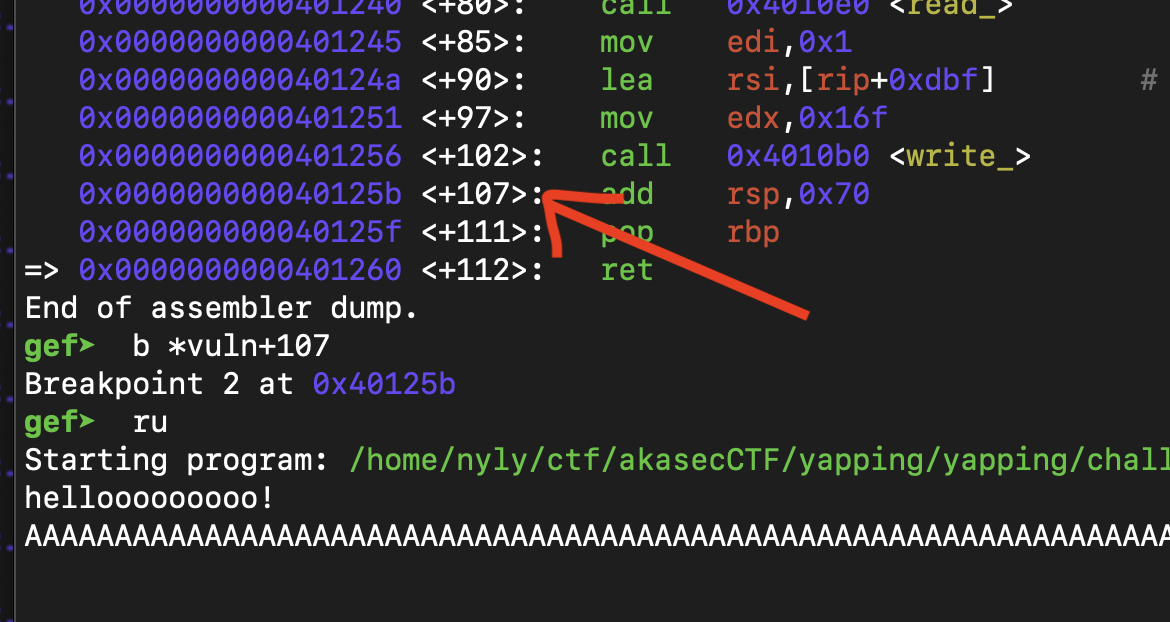 0x0000000000401240 <+80>: call 0x4010e0 <read_>
0x0000000000401245 <+85>: mov edi,0x1
0x000000000040124a <+90>: lea rsi,[rip+0xdbf] #
0x0000000000401251 <+97>: mov edx,0x16f
0x0000000000401256 <+102>: call 0x4010b0 <write_>
0x000000000040125b <+107>: add rsp,0x70
0x000000000040125f <+111>: pop rbp
=> 0x0000000000401260 <+112>: ret
End of assembler dump.
gef➤ b *vuln+107
Breakpoint 2 at 0x40125b
gef➤ ru
Starting program: /home/nyly/ctf/akasecCTF/yapping/yapping/chall
hellooooooooo!
AAAAAAAAAAAAAAAAAAAAAAAAAAAAAAAAAAAAAAAAAAAAAAAAAAAAAAAAAAAAAAAA